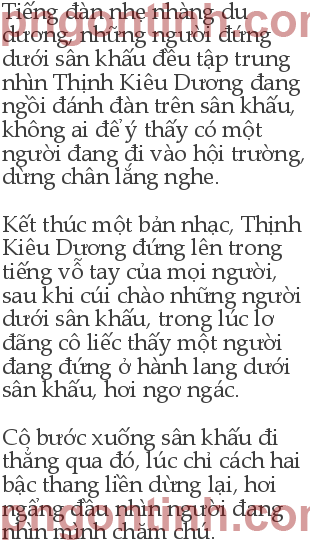 Tiếng đàn nhẹ nhàng du
dương, những người đứng
dưới sân khấu đều tập trung
nhìn Thịnh Kiêu Dương đang
ngồi đánh đàn trên sân khấu,
không ai để ý thấy có một
người đang đi vào hội trường,
dừng chân lắng nghe.
Kết thúc một bản nhạc, Thịnh
Kiêu Dương đứng lên trong
tiếng vỗ tay của mọi người,
sau khi cúi chào những người
dưới sân khấu, trong lúc lơ
đãng cô liếc thấy một người
đang đứng ở hành lang dưới
sân khấu, hơi ngơ ngác.
Cô bước xuống sân khấu đi
thẳng qua đó, lúc chỉ cách hai
bậc thang liền dừng lại, hơi
ngẩng đầu nhìn người đang
nhìn mình chăm chú.
pngontinh.com
pngontinh.com
pngontinh.com